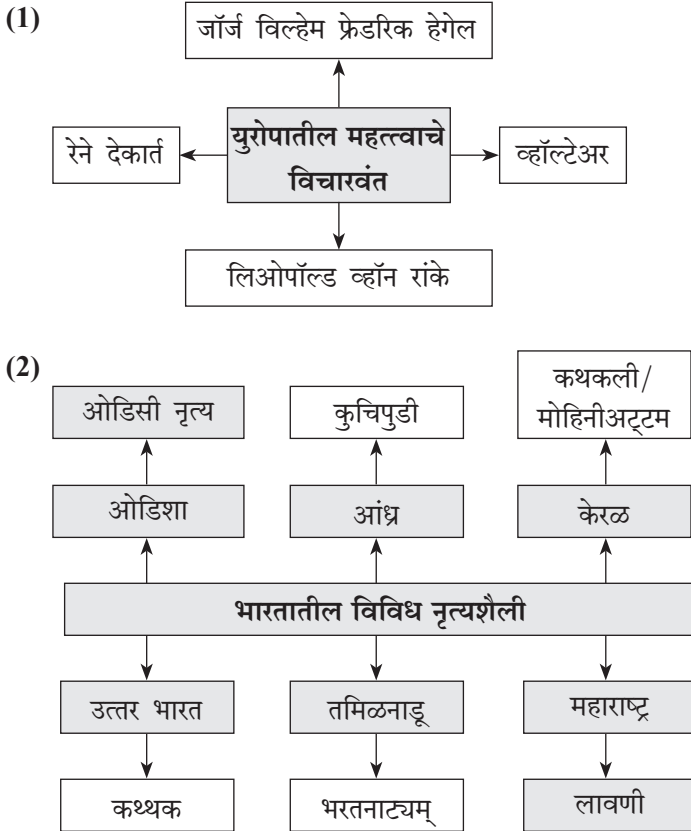 (1)
जॉर्ज विल्हेम फ्रेडरिक हेगेल
रेने देकार्त
युरोपातील महत्त्वाचे
विचारवंत
व्हॉल्टेअर
लिओपॉल्ड व्हॉन रांके
(2)
ओडिसी नृत्य
कुचिपुडी
कथकली/
मोहिनीअट्टम
ओडिशा
आंध्र
केरळ
भारतातील विविध नृत्यशैली
उत्तर भारत
तमिळनाडू
महाराष्ट्र
कथ्थक
भरतनाट्यम्
लावणी